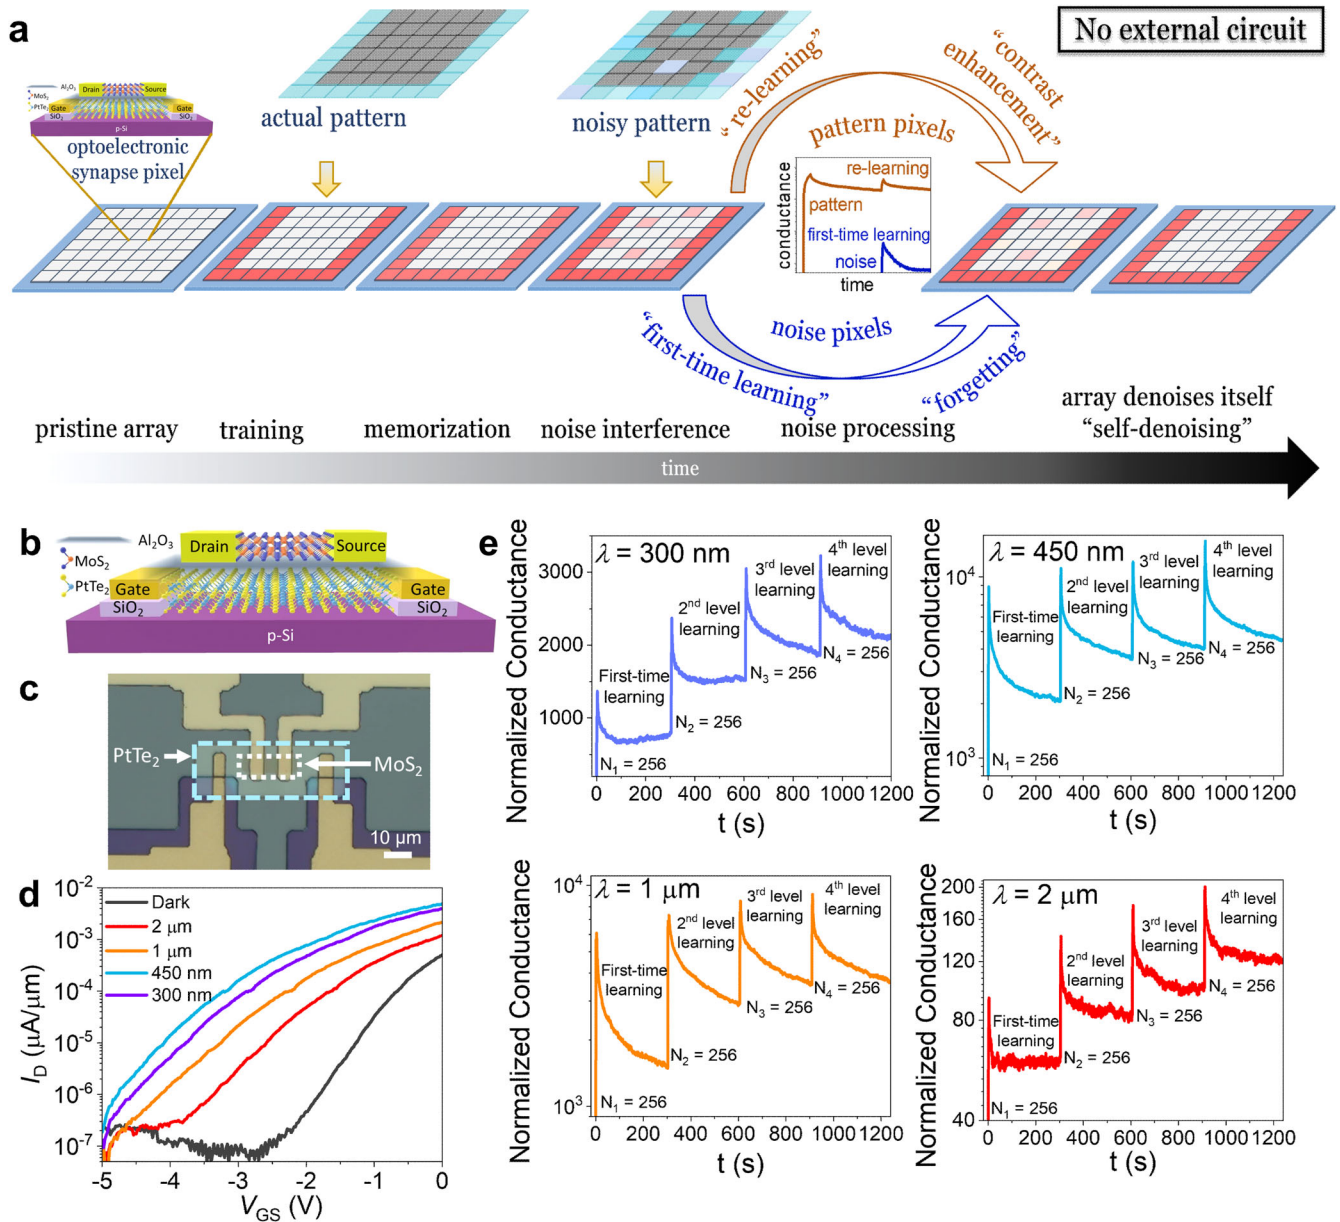 a
No external circuit
actual pattern
noisy pattern
"re-learning"
"contrast
enhancement"
pattern pixels
Al₂O₃
MoS₂
PtTe₂
Drain
Source
Gate
Gate
SiO₂
SiO₂
p-Si
optoelectronic
synapse pixel
conductance
re-learning
pattern
first-time learning
noise
time
noise pixels
"first-time learning"
"forgetting"
pristine array
training
memorization
noise interference
noise processing
array denoises itself
"self-denoising"
time
b
Al₂O₃
MoS₂
PtTe₂
Drain
Source
Gate
Gate
SiO₂
SiO₂
p-Si
c
PtTe₂
MoS₂
10 μm
d
10⁻²
10⁻³
10⁻⁴
10⁻⁵
10⁻⁶
10⁻⁷
I_D (μA/μm)
Dark
2 μm
1 μm
450 nm
300 nm
-5 -4 -3 -2 -1 0
V_GS (V)
e
λ = 300 nm
Normalized Conductance
3000
2000
1000
First-time
learning
2nd level
learning
3rd level
learning
4th level
learning
N₁ = 256
N₂ = 256
N₃ = 256
N₄ = 256
0 200 400 600 800 1000 1200
t (s)
λ = 450 nm
Normalized Conductance
10⁴
10³
First-time
learning
2nd level
learning
3rd level
learning
4th level
learning
N₁ = 256
N₂ = 256
N₃ = 256
N₄ = 256
0 200 400 600 800 1000 1200
t (s)
λ = 1 μm
Normalized Conductance
10⁴
10³
First-time
learning
2nd level
learning
3rd level
learning
4th level
learning
N₁ = 256
N₂ = 256
N₃ = 256
N₄ = 256
0 200 400 600 800 1000 1200
t (s)
λ = 2 μm
Normalized Conductance
200
160
120
80
40
First-time
learning
2nd level
learning
3rd level
learning
4th level
learning
N₁ = 256
N₂ = 256
N₃ = 256
N₄ = 256
0 200 400 600 800 1000 1200
t (s)